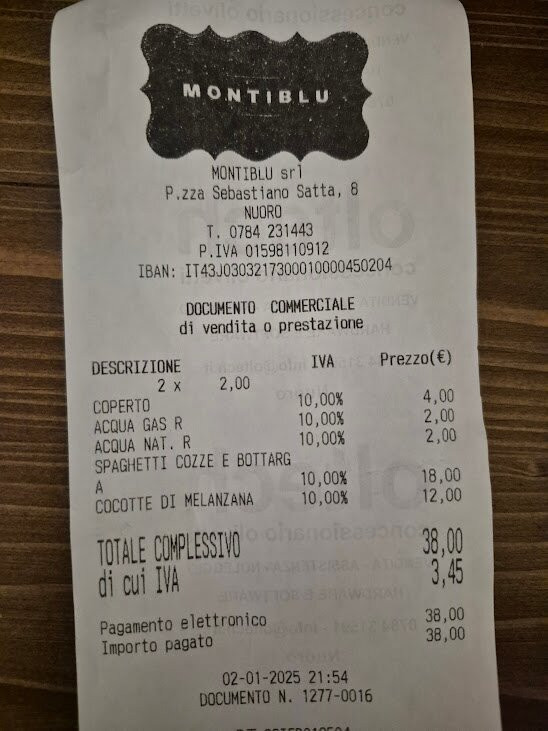 MONTIBLU
MONTIBLU srl
P.zza Sebastiano Satta, 8
NUORO
T. 0784 231443
P.IVA 01598110912
IBAN: IT43J0303217300010000450204
DOCUMENTO COMMERCIALE
di vendita o prestazione
DESCRIZIONE IVA Prezzo(€)
2 x 2,00
COPERTO 10,00% 4,00
ACQUA GAS R 10,00% 2,00
ACQUA NAT. R 10,00% 2,00
SPAGHETTI COZZE E BOTTARG
A 10,00% 18,00
COCOTTE DI MELANZANA 10,00% 12,00
TOTALE COMPLESSIVO 38,00
di cui IVA 3,45
Pagamento elettronico 38,00
Importo pagato 38,00
02-01-2025 21:54
DOCUMENTO N. 1277-0016